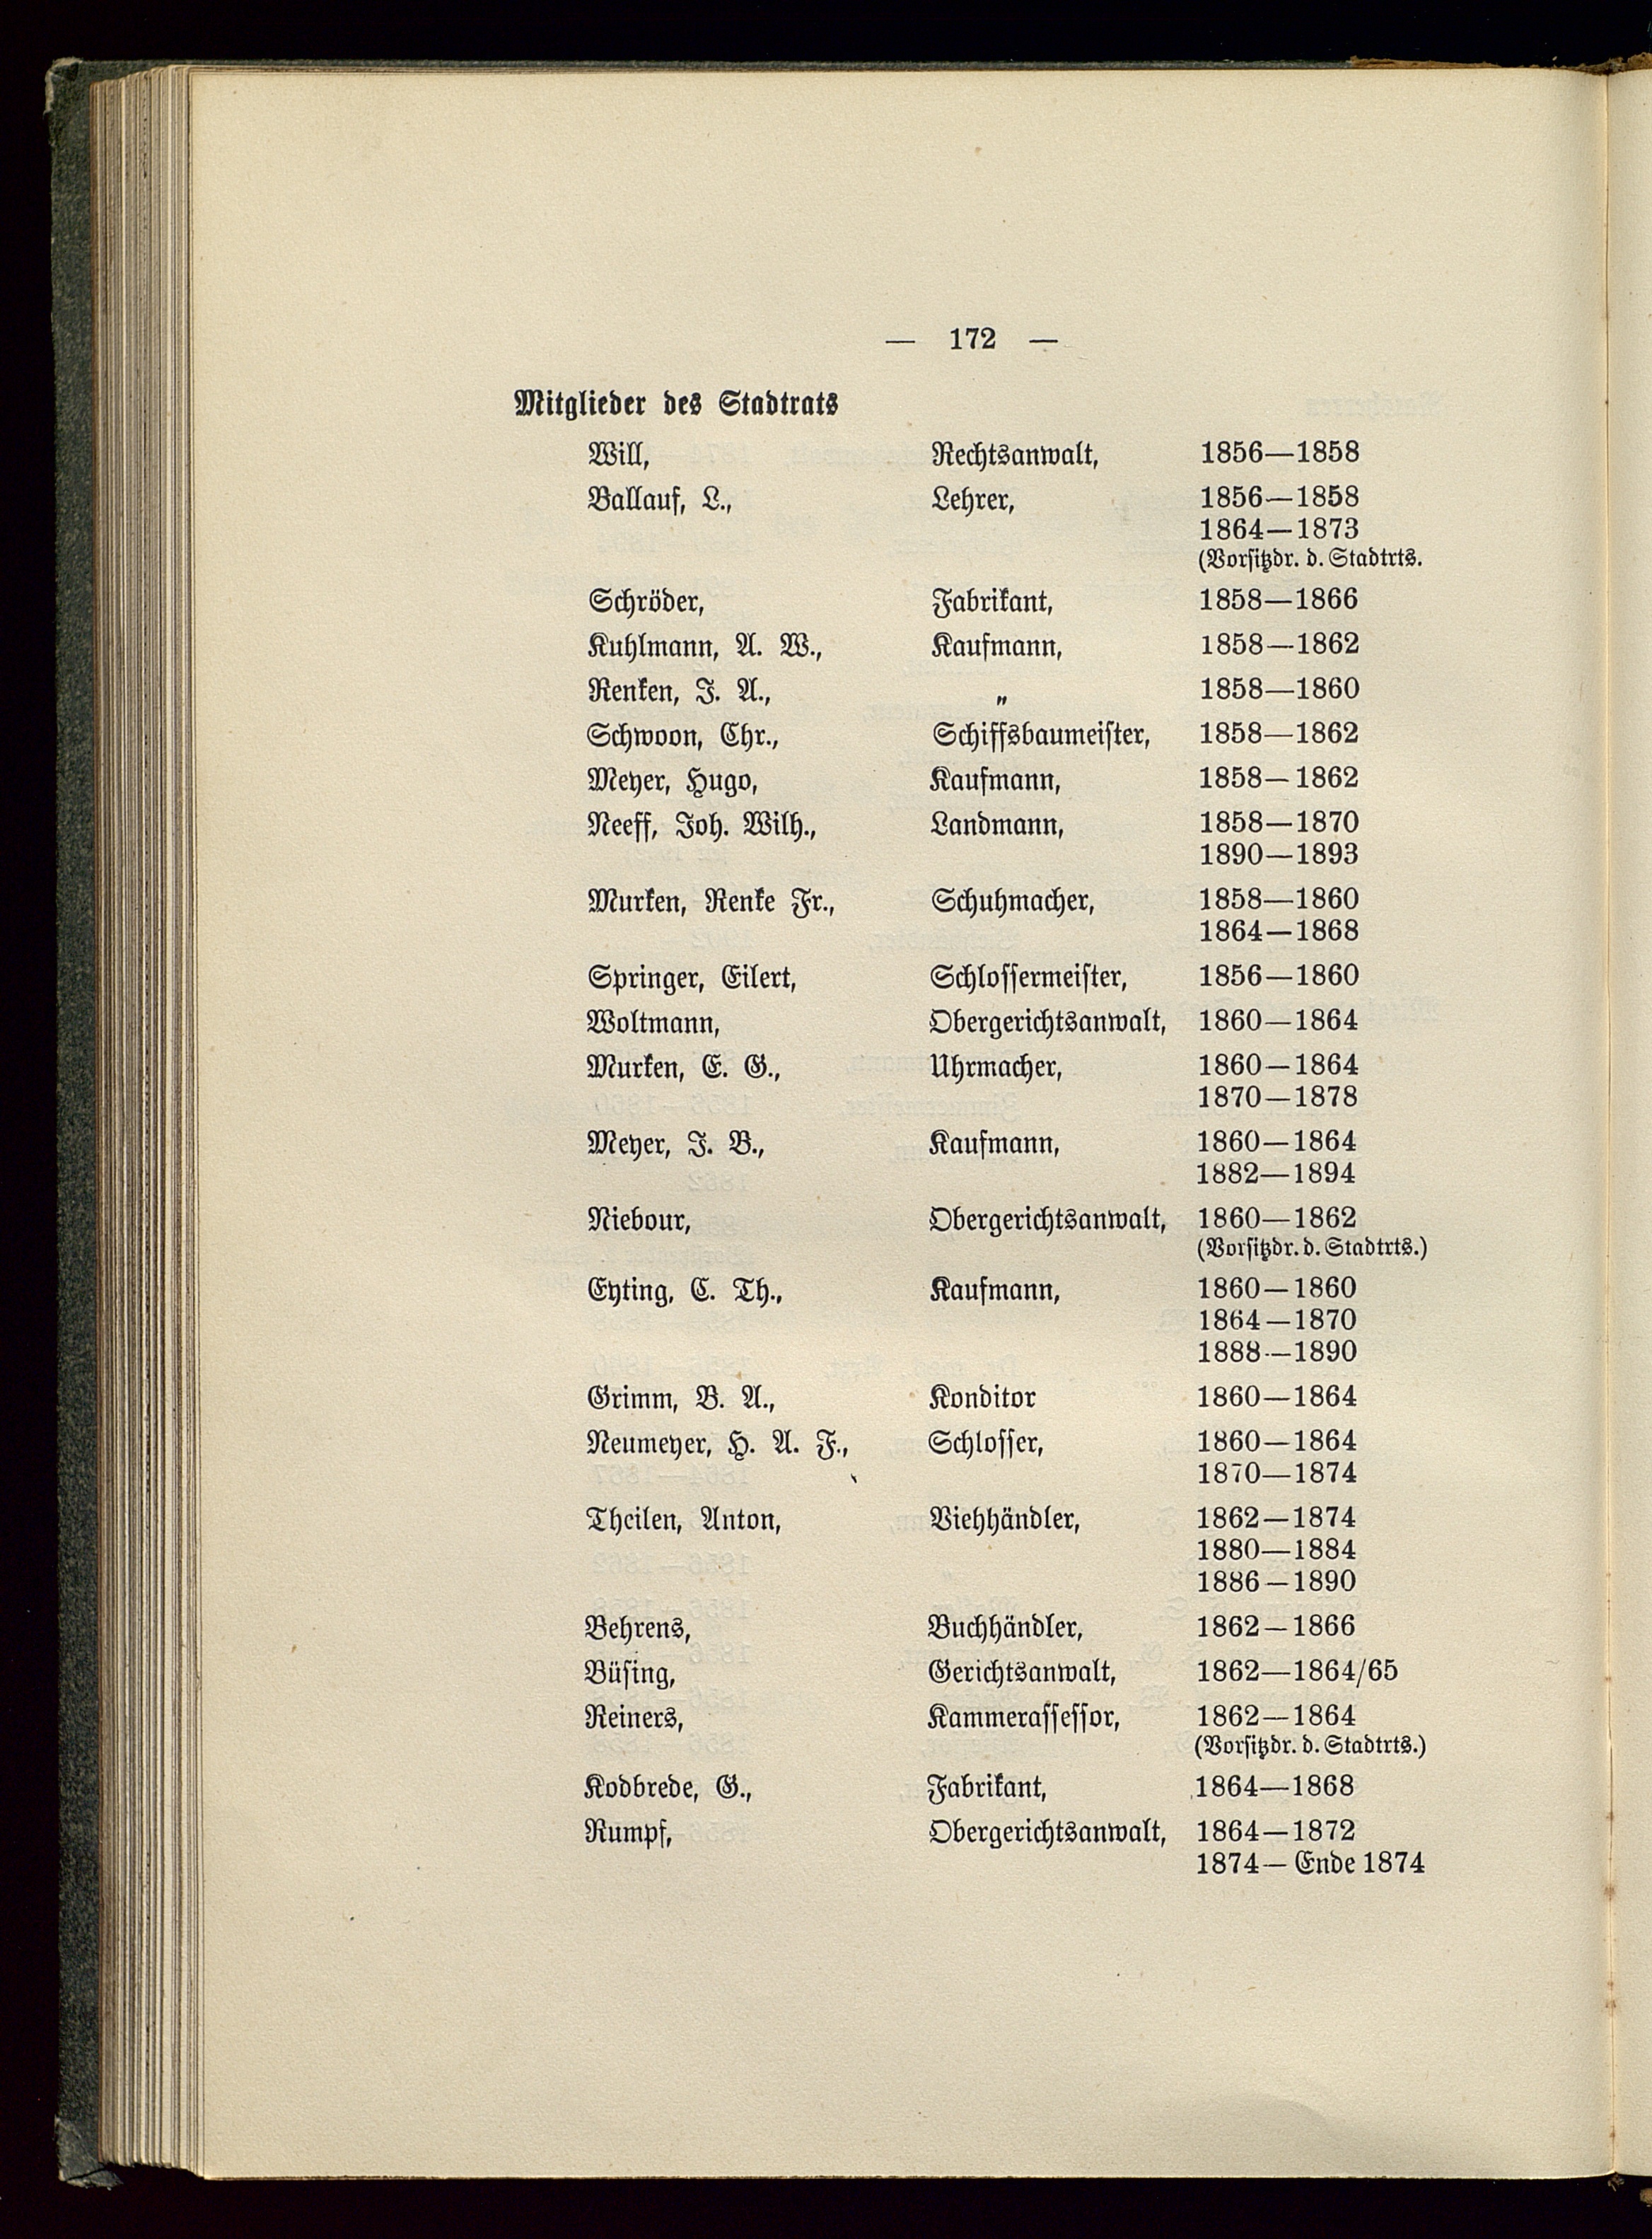 — 172 —
Mitglieder des Stadtrats
Will, Rechtsanwalt, 1856—1858
Ballauf, L., Lehrer, 1856—1858
1864—1873
(Vorsitzdr. d. Stadtrts.
Schröder, Fabrikant, 1858—1866
Kuhlmann, A. W., Kaufmann, 1858—1862
Renken, J. A., „ 1858—1860
Schwoon, Chr., Schiffsbaumeister, 1858—1862
Meyer, Hugo, Kaufmann, 1858—1862
Neeff, Joh. Wilh., Landmann, 1858—1870
1890—1893
Murken, Renke Fr., Schuhmacher, 1858—1860
1864—1868
Springer, Eilert, Schlossermeister, 1856—1860
Woltmann, Obergerichtsanwalt, 1860—1864
Murken, E. G., Uhrmacher, 1860—1864
1870—1878
Meyer, J. B., Kaufmann, 1860—1864
1882—1894
Niebour, Obergerichtsanwalt, 1860—1862
(Vorsitzdr. d. Stadtrts.)
Eyting, C. Th., Kaufmann, 1860—1860
1864—1870
1888—1890
Grimm, B. A., Konditor 1860—1864
Neumeyer, H. A. F., Schlosser, 1860—1864
1870—1874
Theilen, Anton, Viehhändler, 1862—1874
1880—1884
1886—1890
Behrens, Buchhändler, 1862—1866
Büsing, Gerichtsanwalt, 1862—1864/65
Reiners, Kammerassessor, 1862—1864
(Vorsitzdr. d. Stadtrts.)
Kodbrede, G., Fabrikant, 1864—1868
Rumpf, Obergerichtsanwalt, 1864—1872
1874— Ende 1874